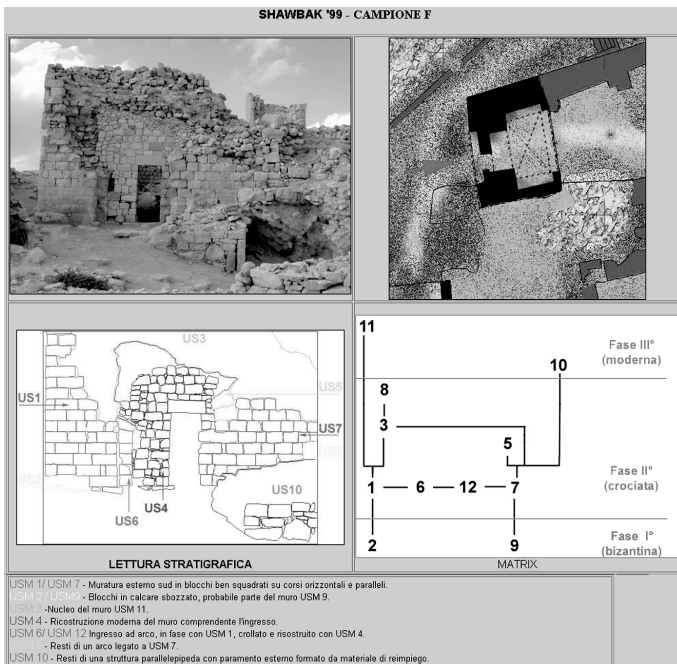 SHAWBAK '99 - CAMPIONE F
US3
US1
US5
US7
US9
US2
US4
US10
US6
LETTURA STRATIGRAFICA
11
Fase III°
(moderna)
10
8
3
5
1
6
12
7
Fase II°
(crociata)
Fase I°
(bizantina)
2
9
MATRIX
USM 1/ USM 7 - Muratura esterno sud in blocchi ben squadrati su corsi orizzontali e paralleli.
USM 2 / USM9 - Blocchi in calcare sbozzato, probabile parte del muro USM 9.
USM 3 -Nucleo del muro USM 11.
USM 4 - Ricostruzione moderna del muro comprendente l'ingresso.
USM 6/ USM 12 Ingresso ad arco, in fase con USM 1, crollato e risostruito con USM 4.
- Resti di un arco legato a USM 7.
USM 10 - Resti di una struttura parallelepipeda con paramento esterno formato da materiale di reimpiego.